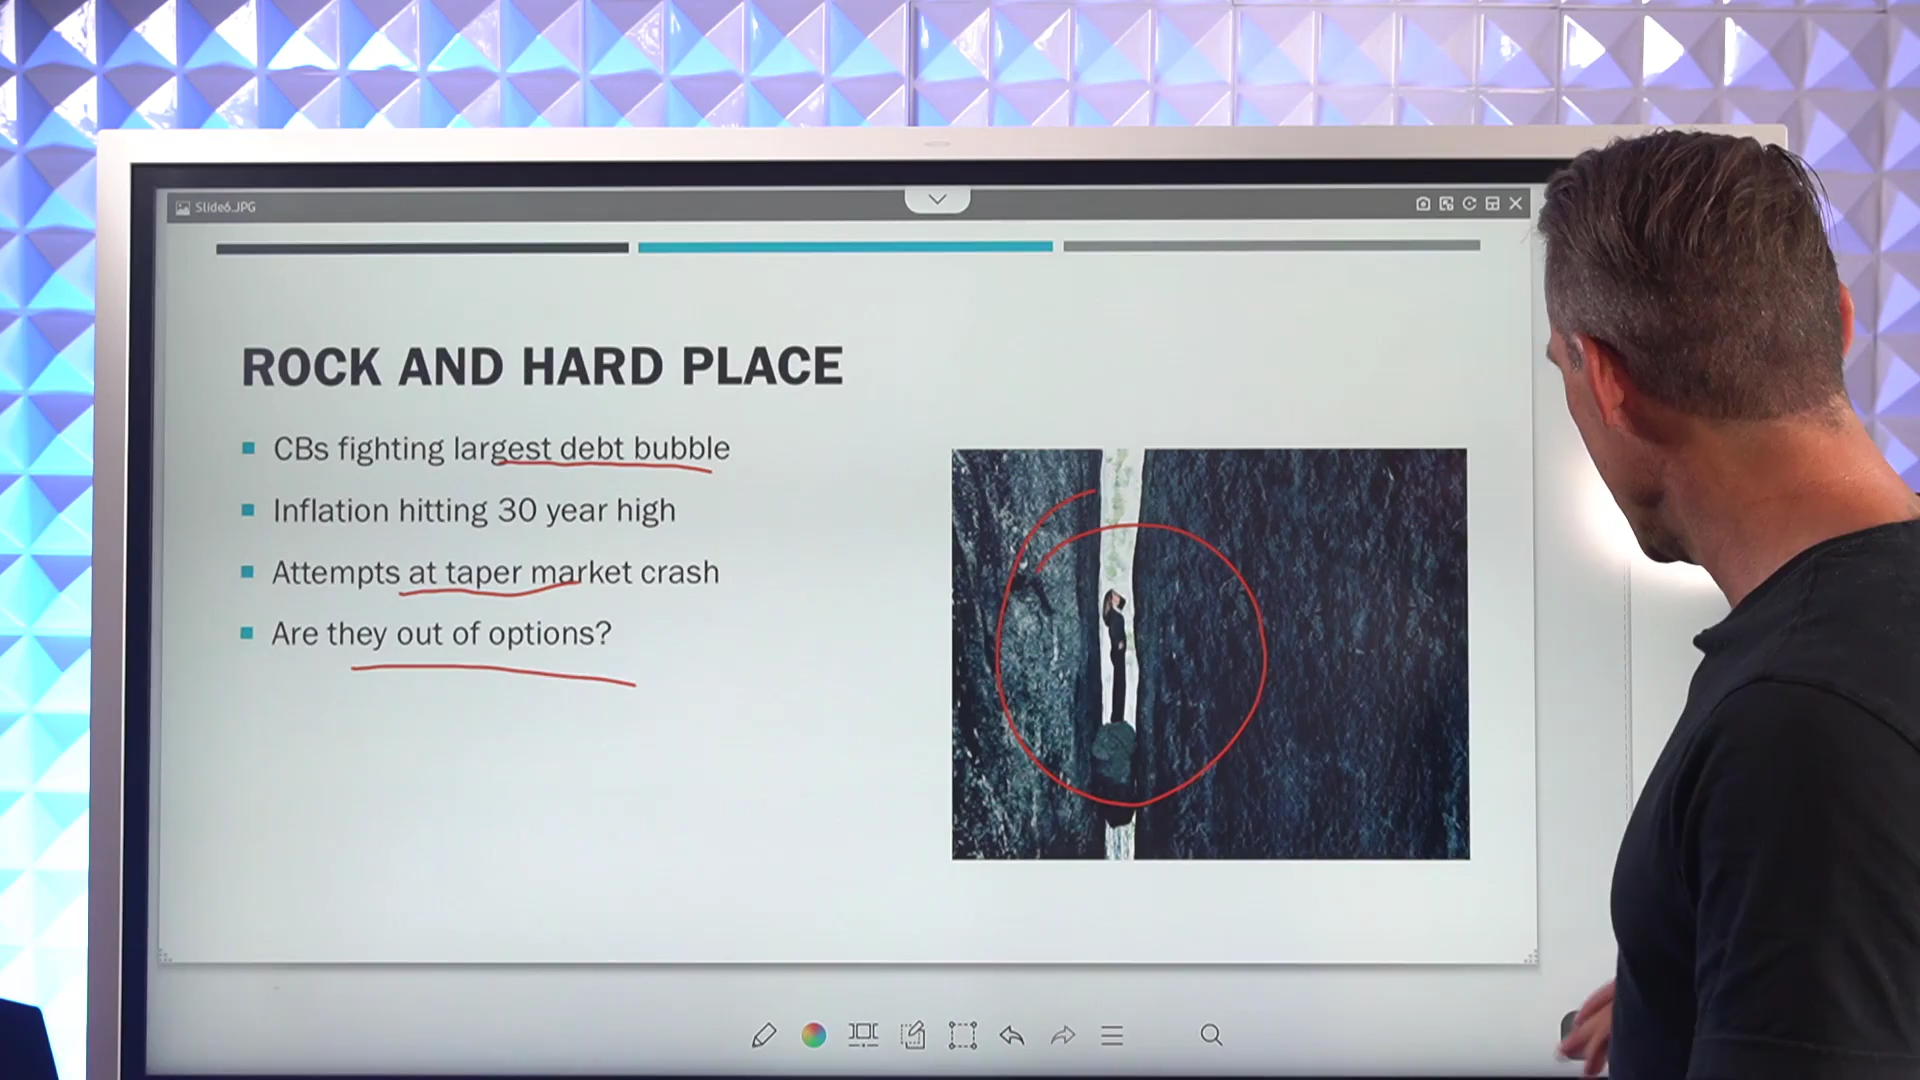 Slide6.JPG
ROCK AND HARD PLACE
CBs fighting largest debt bubble
Inflation hitting 30 year high
Attempts at taper market crash
Are they out of options?